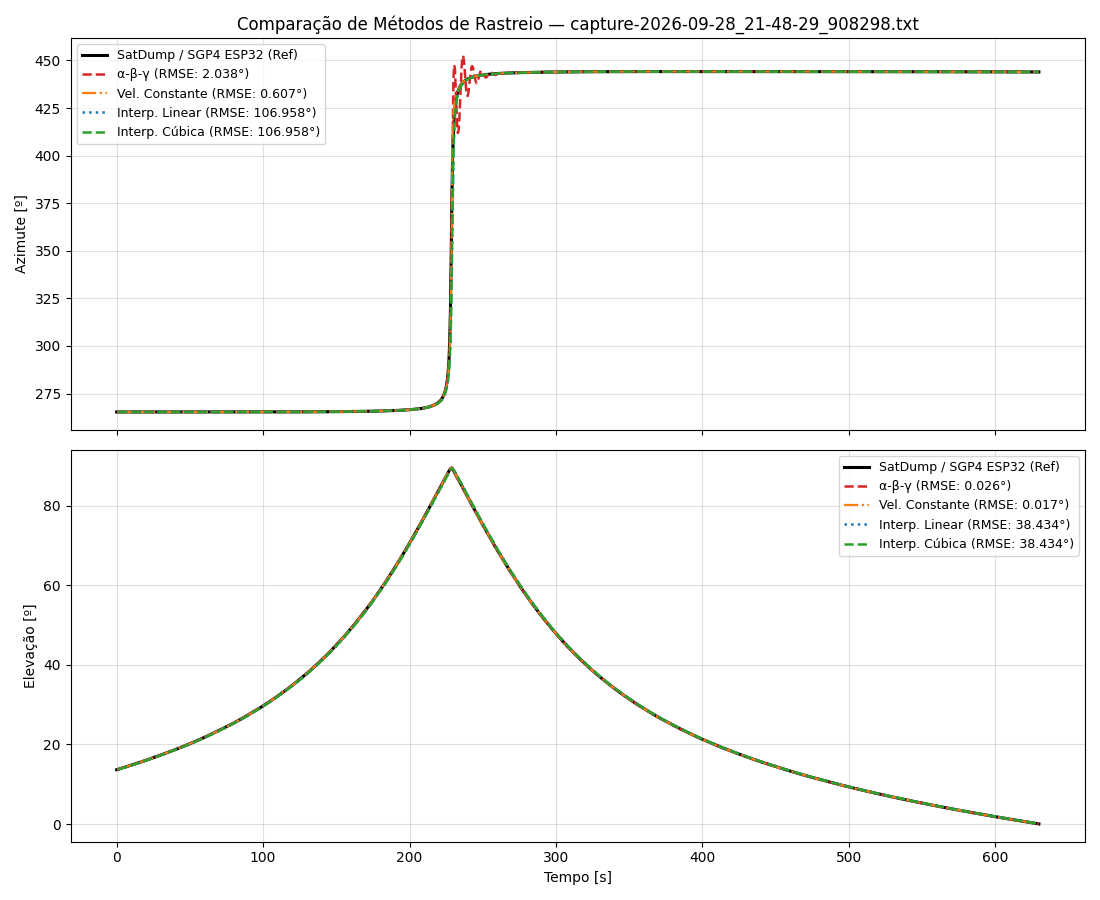 Comparação de Métodos de Rastreio — capture-2026-09-28_21-48-29_908298.txt
450
425
400
375
350
325
300
275
Azimute [º]
SatDump / SGP4 ESP32 (Ref)
α-β-γ (RMSE: 2.038°)
Vel. Constante (RMSE: 0.607°)
Interp. Linear (RMSE: 106.958°)
Interp. Cúbica (RMSE: 106.958°)
80
60
40
20
0
Elevação [º]
SatDump / SGP4 ESP32 (Ref)
α-β-γ (RMSE: 0.026°)
Vel. Constante (RMSE: 0.017°)
Interp. Linear (RMSE: 38.434°)
Interp. Cúbica (RMSE: 38.434°)
0 100 200 300 400 500 600
Tempo [s]